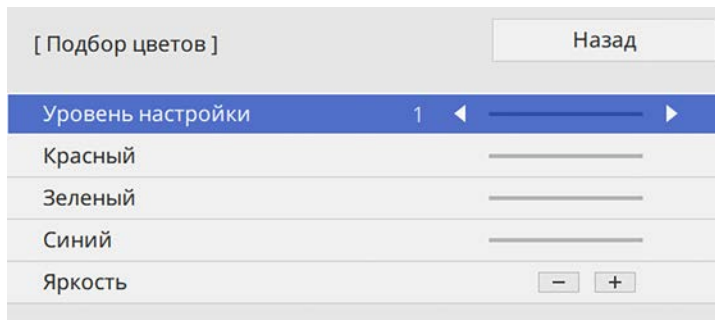 [ Подбор цветов ] Назад
Уровень настройки 1
Красный
Зеленый
Синий
Яркость − +